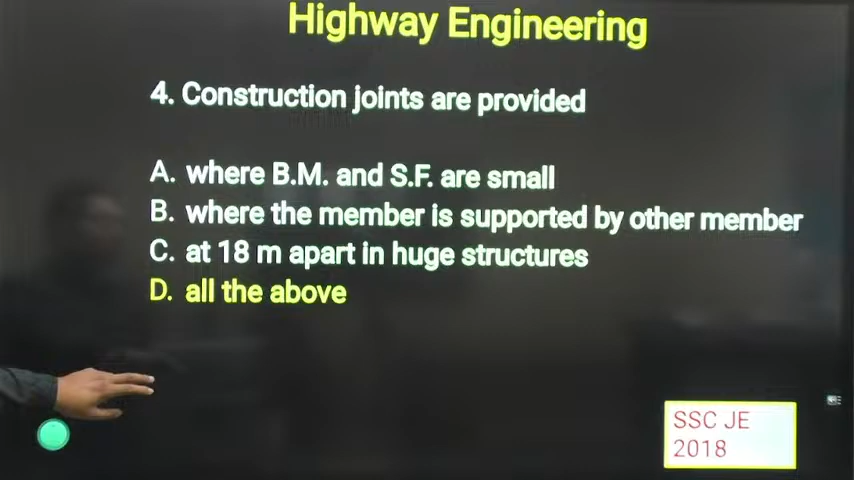 Highway Engineering
4. Construction joints are provided
A. where B.M. and S.F. are small
B. where the member is supported by other member
C. at 18 m apart in huge structures
D. all the above
SSC JE
2018